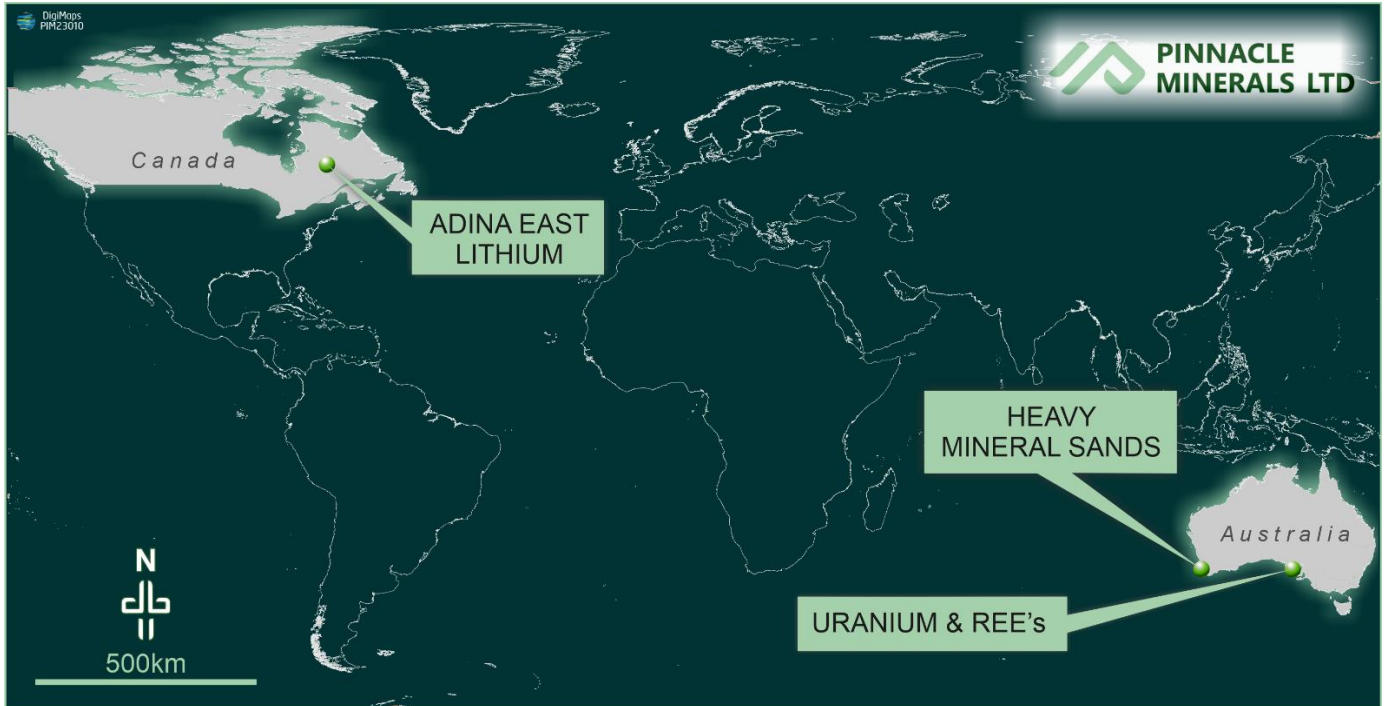 DigiMaps
PIM23010
PINNACLE
MINERALS LTD
Canada
ADINA EAST
LITHIUM
HEAVY
MINERAL SANDS
Australia
URANIUM & REE's
N
500km